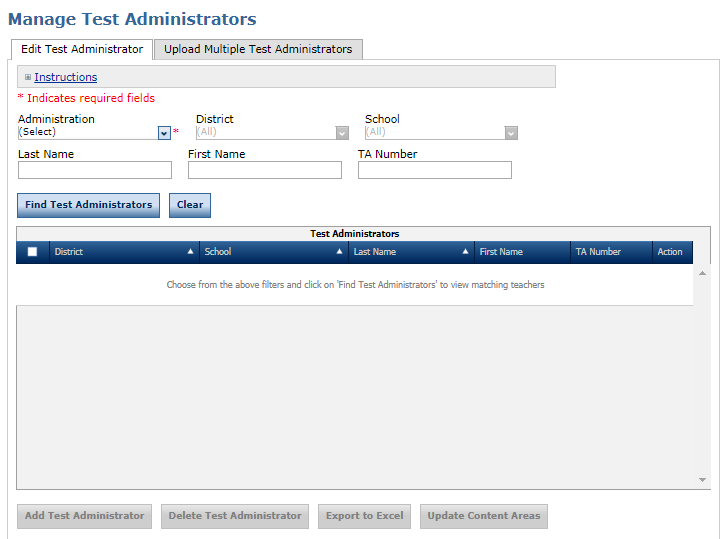 Manage Test Administrators
Edit Test Administrator Upload Multiple Test Administrators
Instructions
* Indicates required fields
Administration District School
(Select) * (All) (All)
Last Name First Name TA Number
Find Test Administrators Clear
Test Administrators
District School Last Name First Name TA Number Action
Choose from the above filters and click on 'Find Test Administrators' to view matching teachers
Add Test Administrator Delete Test Administrator Export to Excel Update Content Areas